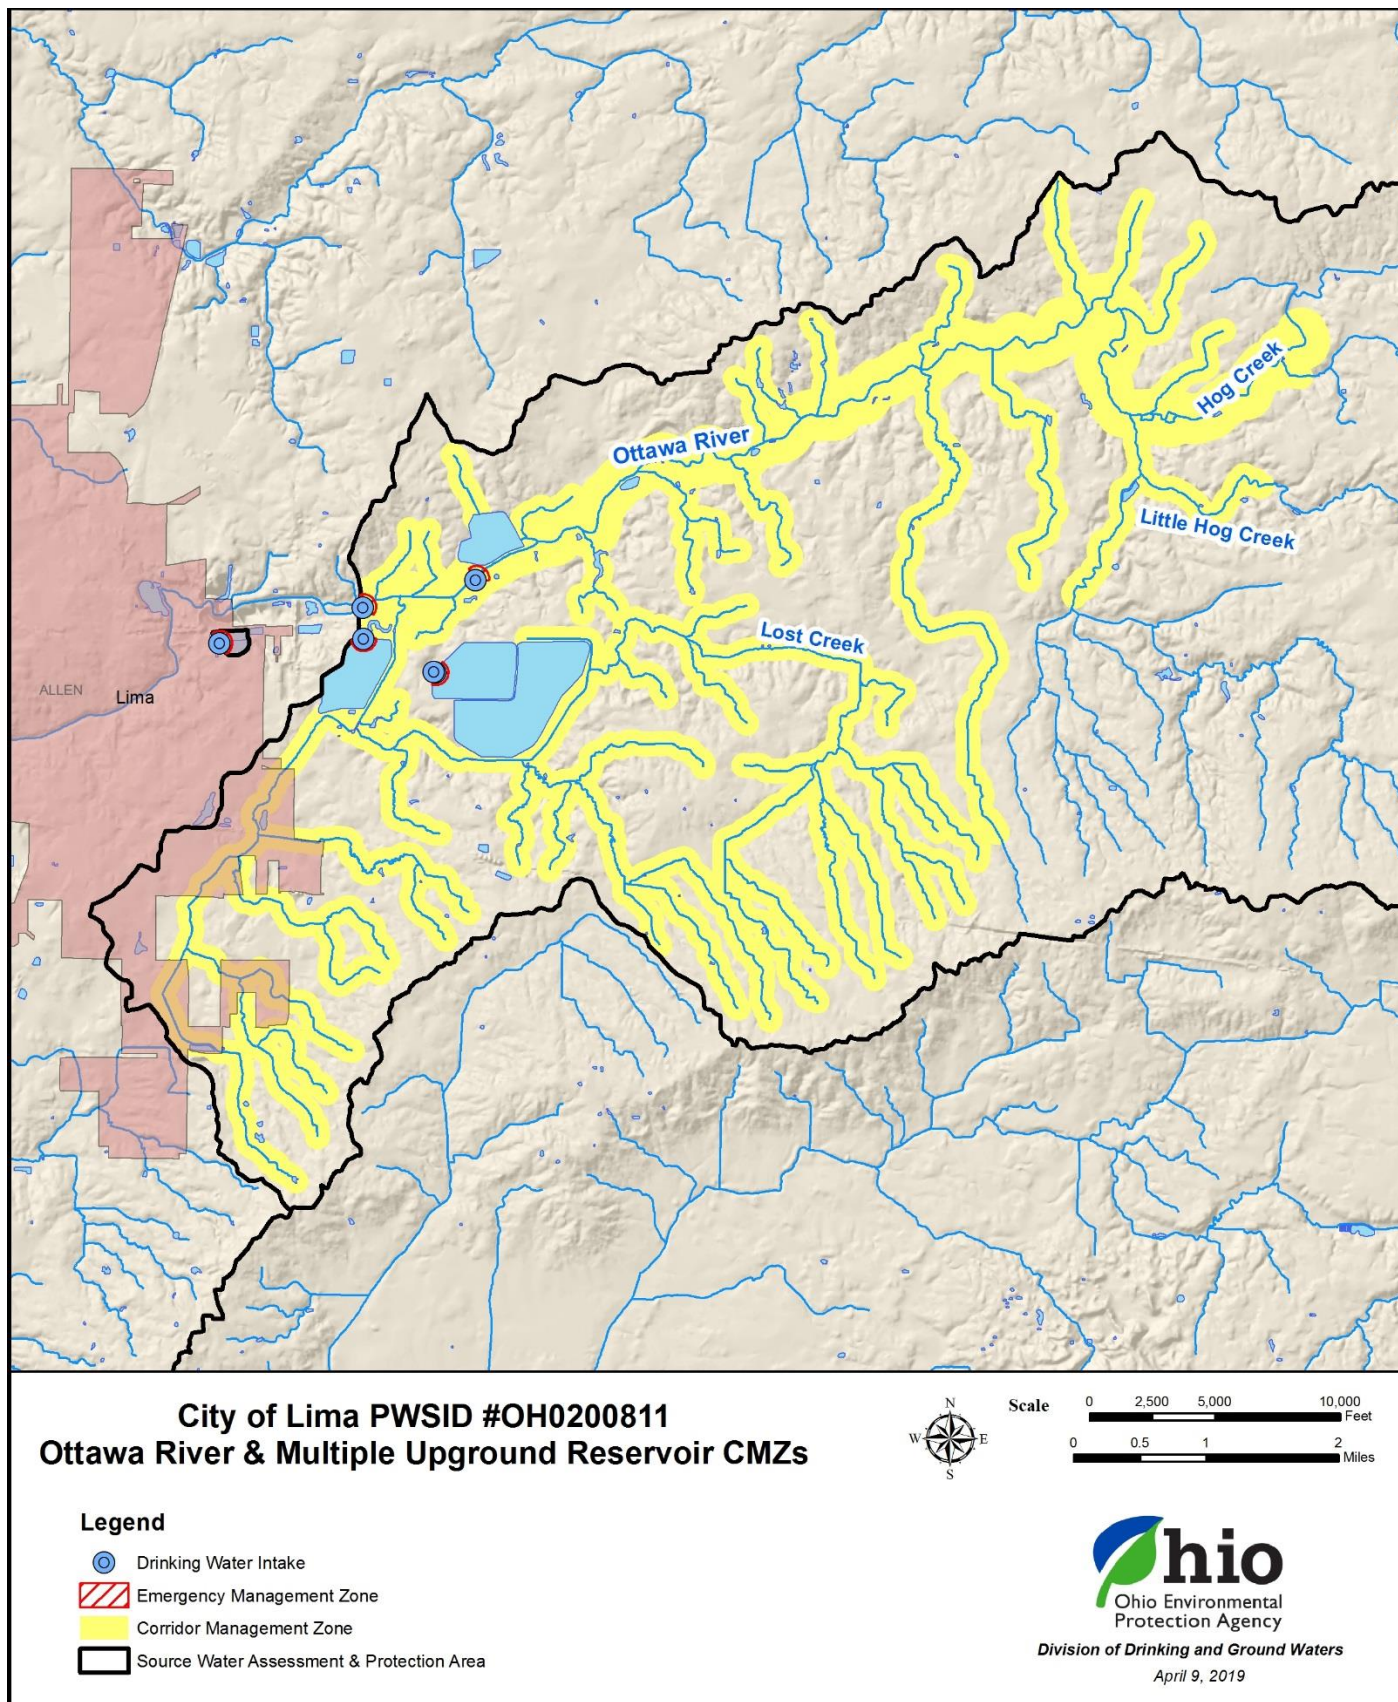 Hog Creek
Ottawa River
Little Hog Creek
Lost Creek
ALLEN
Lima
City of Lima PWSID #OH0200811
Ottawa River & Multiple Upground Reservoir CMZs
N
W
E
S
Scale
0 2,500 5,000 10,000
Feet
0 0.5 1 2
Miles
Legend
Drinking Water Intake
Emergency Management Zone
Corridor Management Zone
Source Water Assessment & Protection Area
Ohio
Ohio Environmental
Protection Agency
Division of Drinking and Ground Waters
April 9, 2019